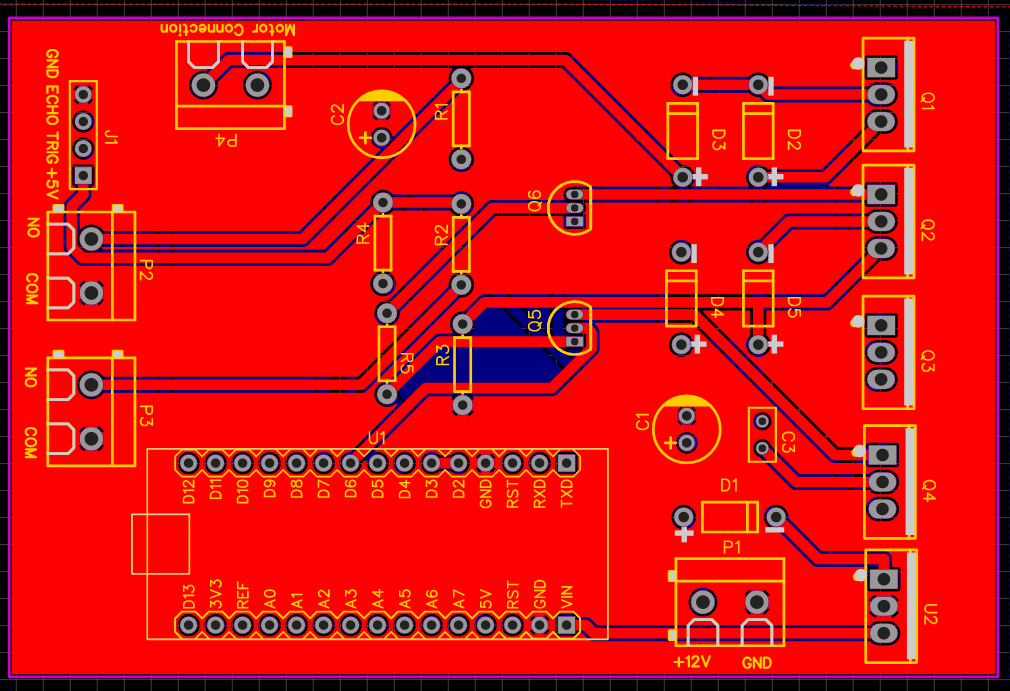 Motor Connection
P4
GND ECHO TRIG +5V
J1
C2
+
R1
D3
+
D2
+
Q1
NO
COM
P2
R4
R2
Q6
Q2
R5
R3
Q5
D4
+
D5
+
Q3
NO
COM
P3
C1
+
C3
Q4
U1
D12 D11 D10 D9 D8 D7 D6 D5 D4 D3 D2 GND RST RXD TXD
D1
+
P1
D13 3V3 REF A0 A1 A2 A3 A4 A5 A6 A7 5V RST GND VIN
U2
+12V GND